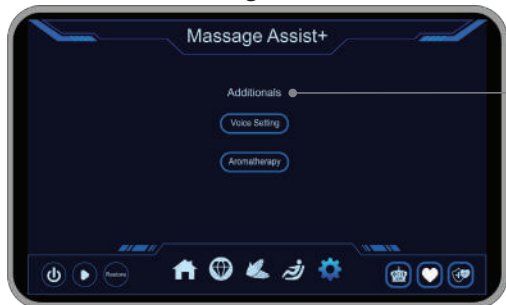 Massage Assist+
Additionals
Voice Setting
Aromatherapy
Restore